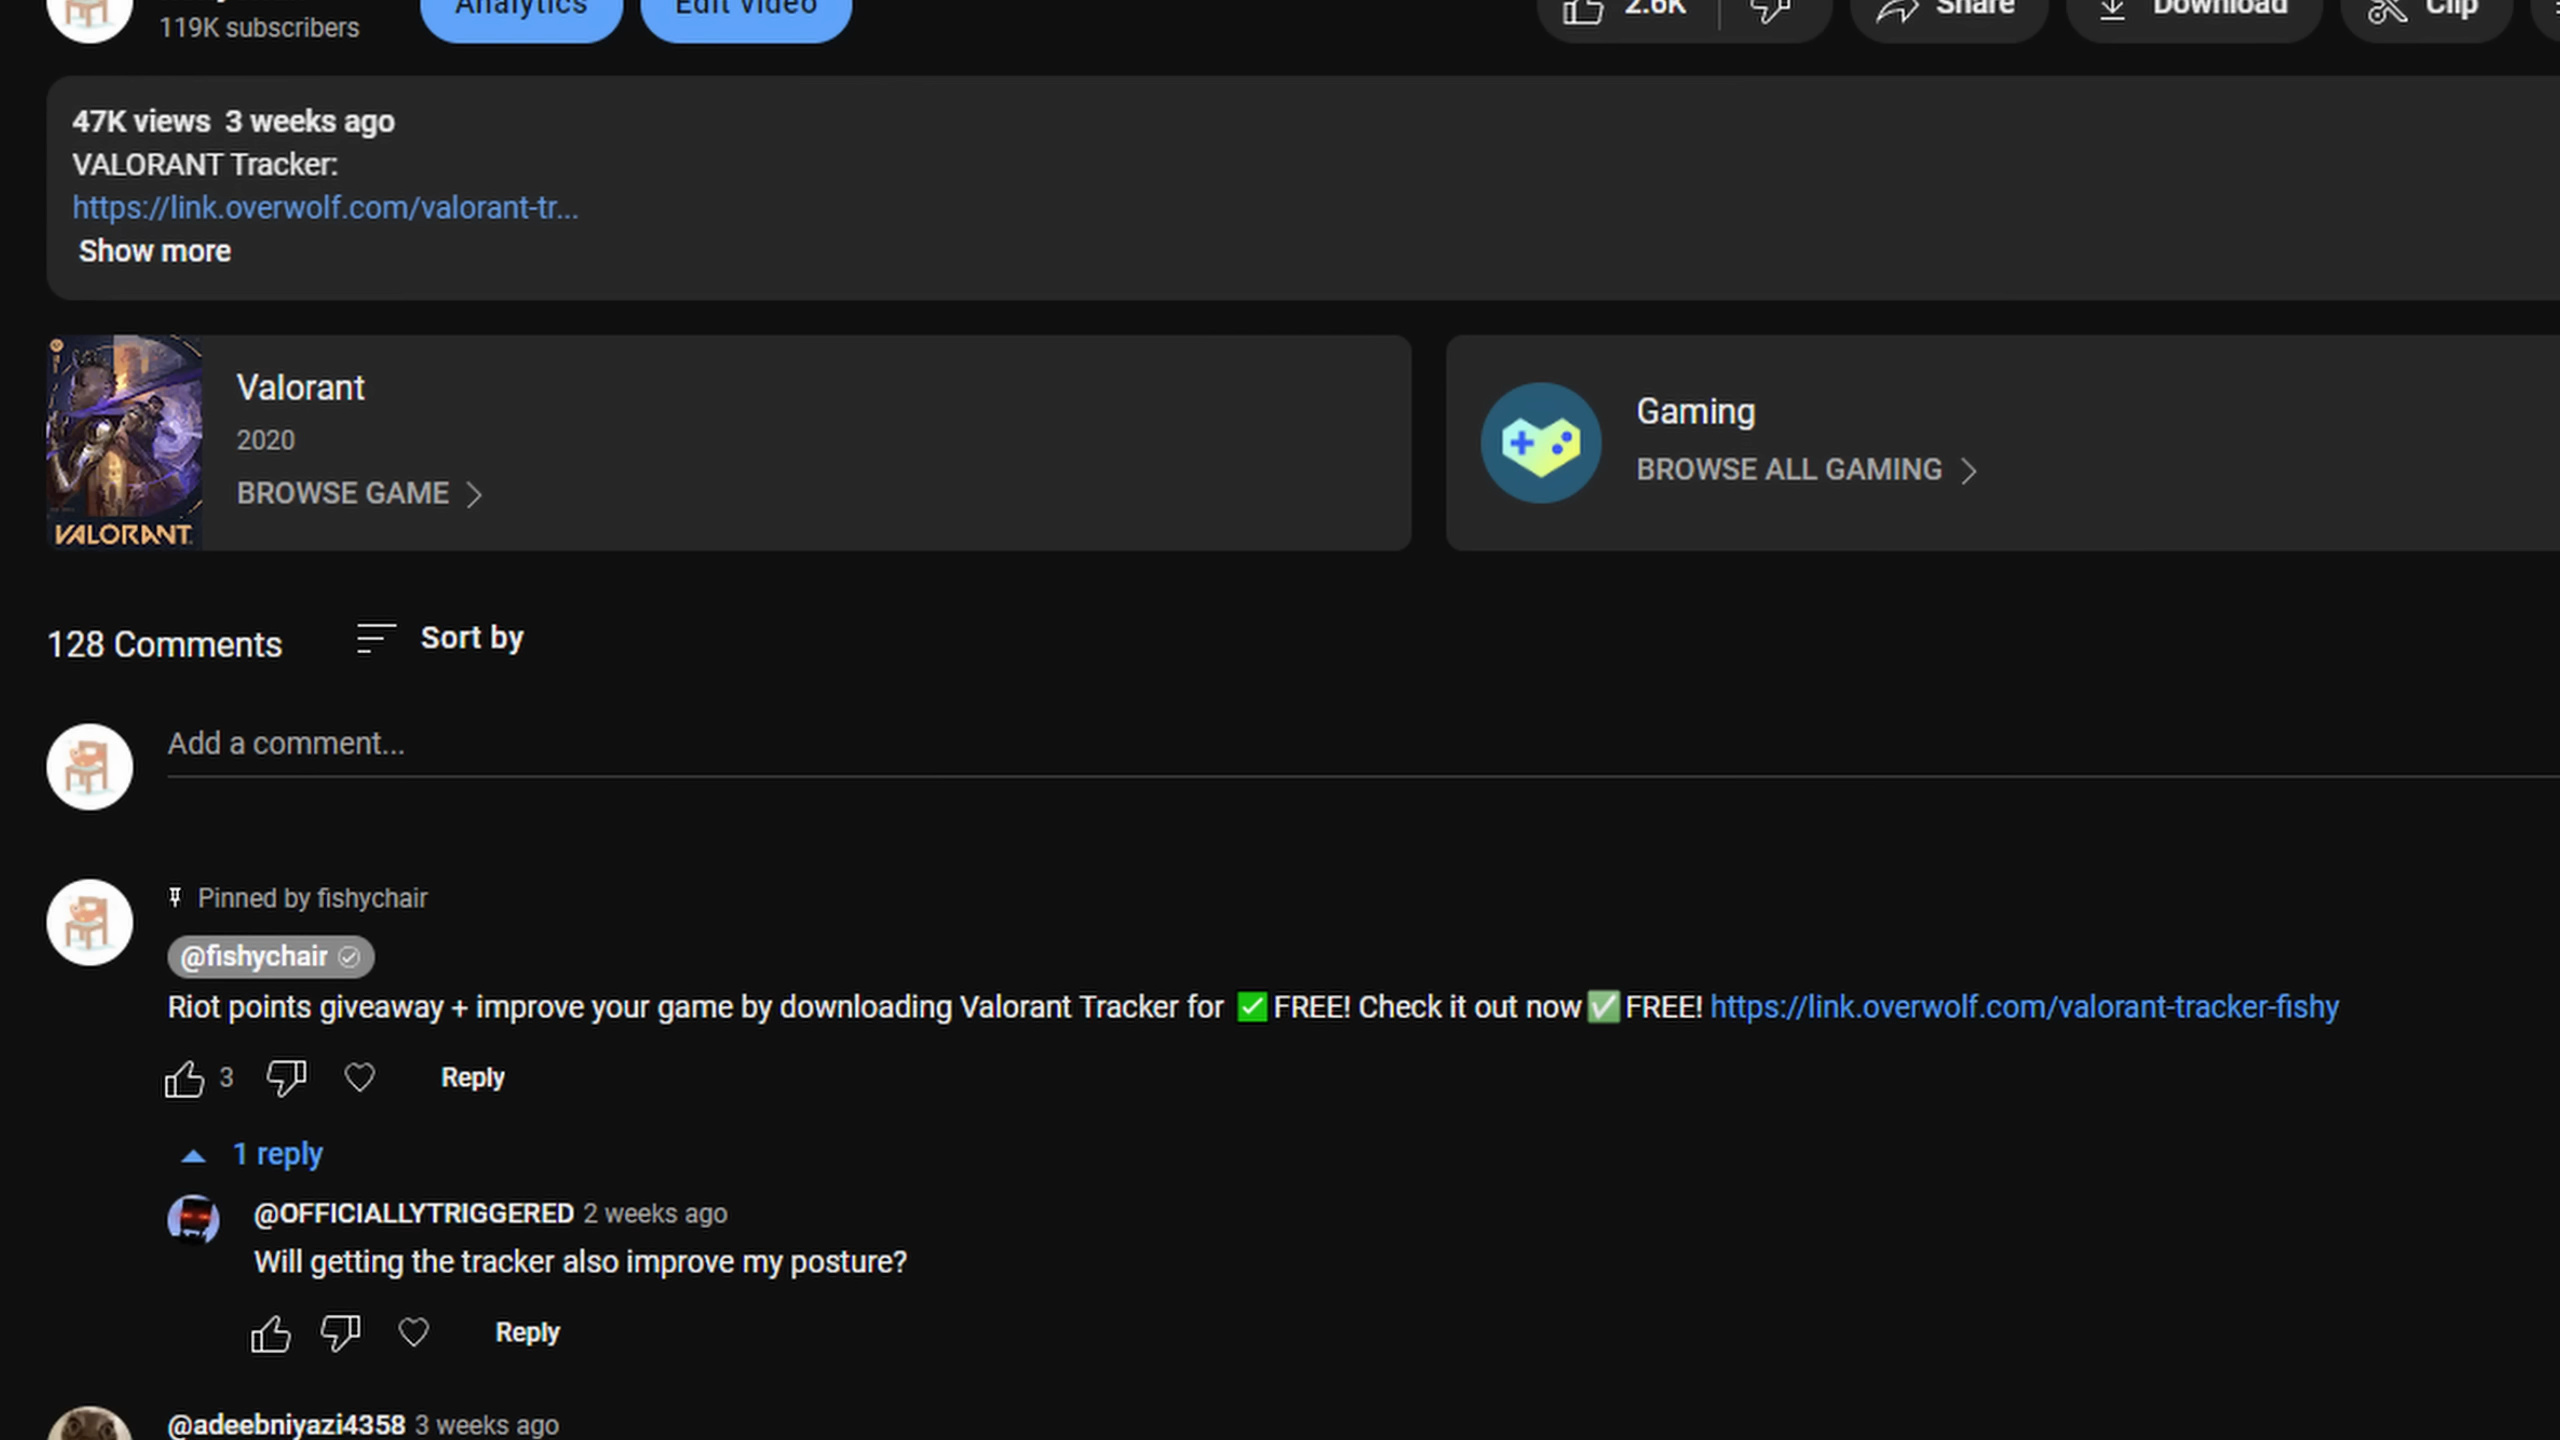 119K subscribers
Analytics
Edit video
2.6K
Share
Download
Clip
47K views 3 weeks ago
VALORANT Tracker:
https://link.overwolf.com/valorant-tr...
Show more
VALORANT
Valorant
2020
BROWSE GAME
Gaming
BROWSE ALL GAMING
128 Comments
Sort by
Add a comment...
Pinned by fishychair
@fishychair
Riot points giveaway + improve your game by downloading Valorant Tracker for ✅ FREE! Check it out now ✅ FREE! https://link.overwolf.com/valorant-tracker-fishy
3
Reply
1 reply
@OFFICIALLYTRIGGERED 2 weeks ago
Will getting the tracker also improve my posture?
Reply
@adeebniyazi4358 3 weeks ago